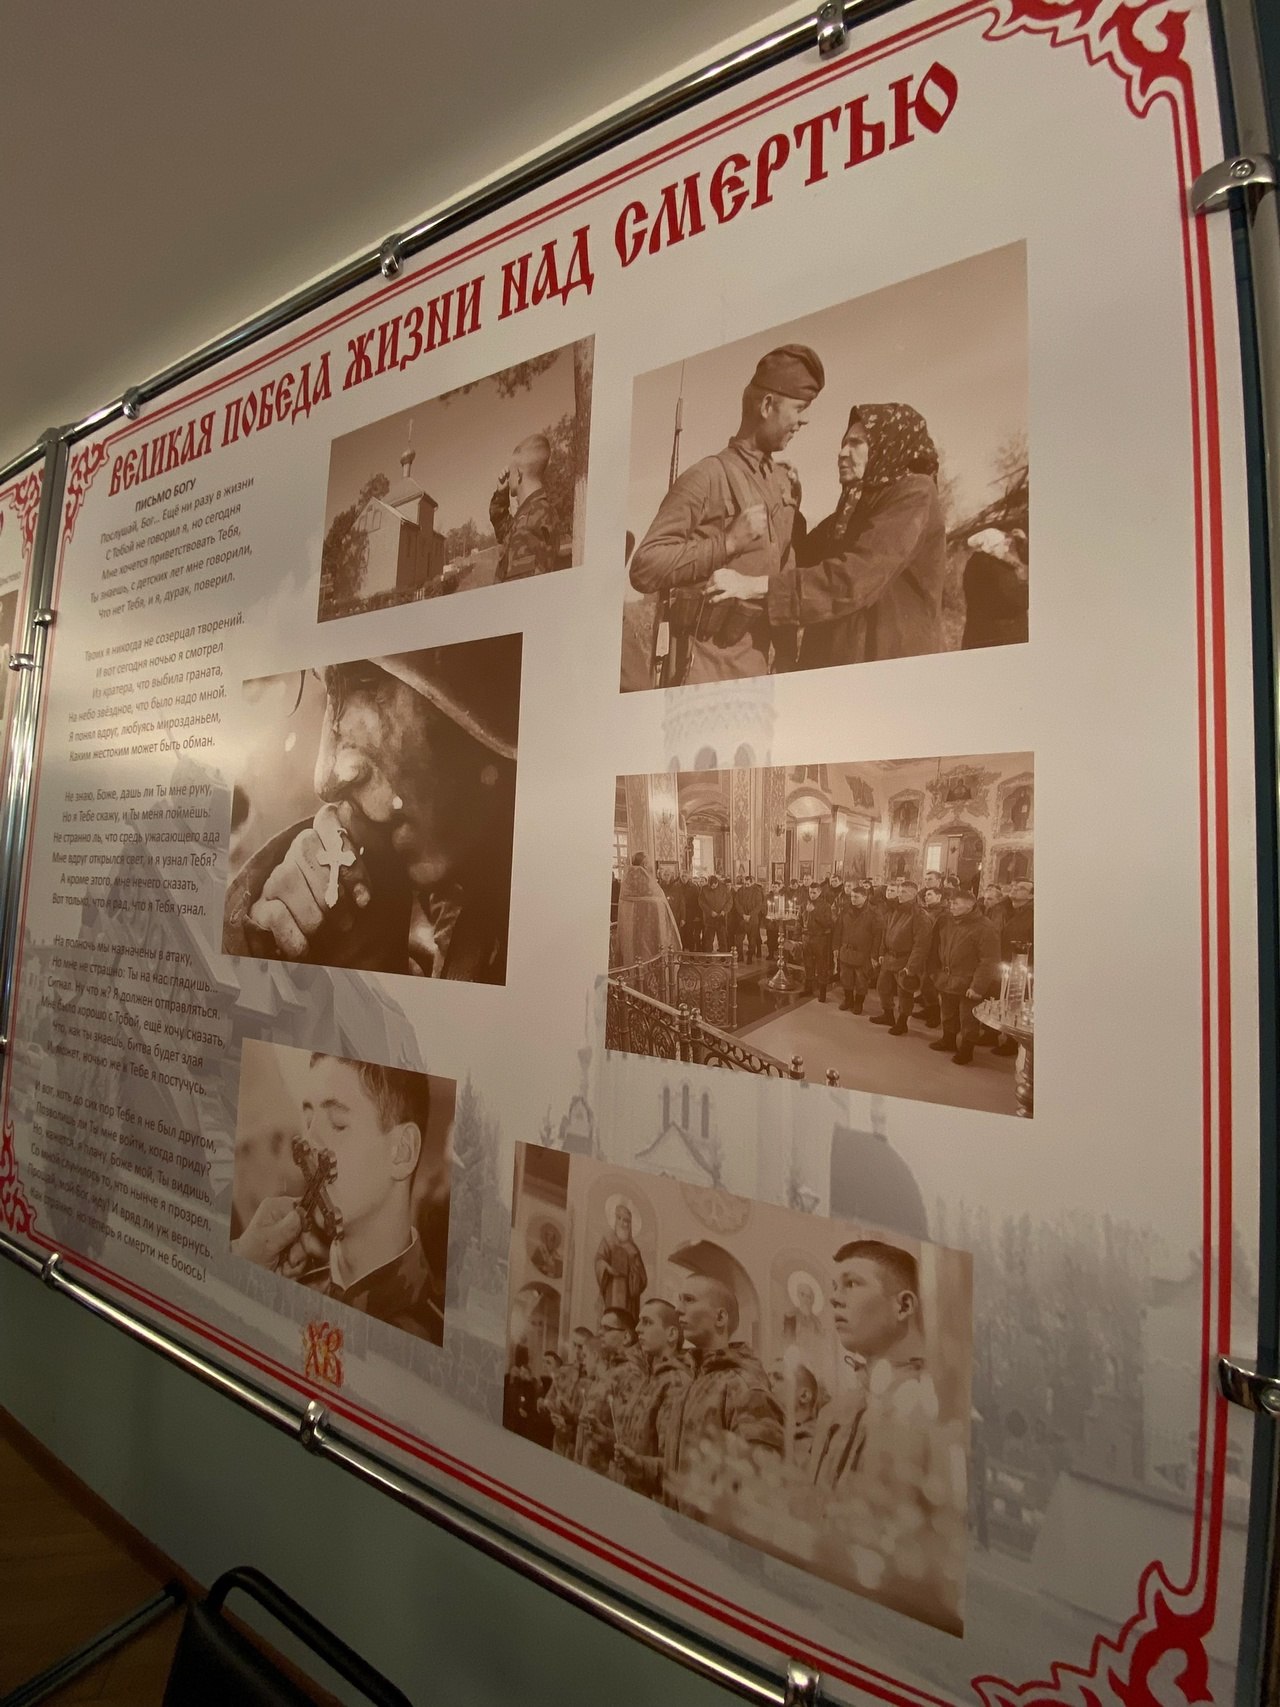 ВЕЛИКАЯ ПОБЕДА ЖИЗНИ НАД СМЕРТЬЮ
ПИСЬМО БОГУ
Послушай, Бог... Ещё ни разу в жизни
С Тобой не говорил я, но сегодня
Мне хочется приветствовать Тебя,
Ты знаешь, с детских лет мне говорили,
Что нет Тебя, и я, дурак, поверил.
Твоих я никогда не созерцал творений.
И вот сегодня ночью я смотрел
Из кратера, что выбила граната,
На небо звёздное, что было надо мной.
Я понял вдруг, любуясь мирозданьем,
Каким жестоким может быть обман.
Не знаю, Боже, дашь ли Ты мне руку,
Но я Тебе скажу, и Ты меня поймёшь:
Не странно ль, что средь ужасающего ада
Мне вдруг открылся свет, и я узнал Тебя?
А кроме этого, мне нечего сказать,
Вот только, что я рад, что я Тебя узнал.
На полночь мы назначены в атаку,
Но мне не страшно: Ты на нас глядишь...
Сигнал. Ну что ж? Я должен отправляться.
Мне было хорошо с Тобой, ещё хочу сказать,
Что, как ты знаешь, битва будет злая
И, может, ночью же к Тебе я постучусь.
И вот, хоть до сих пор Тебе я не был другом,
Позволишь ли Ты мне войти, когда приду?
Но, кажется, я плачу. Боже мой, Ты видишь,
Со мной случилось то, что нынче я прозрел.
Прощай, мой Бог, иду! И вряд ли уж вернусь.
Как странно, но теперь я смерти не боюсь!
ХВ